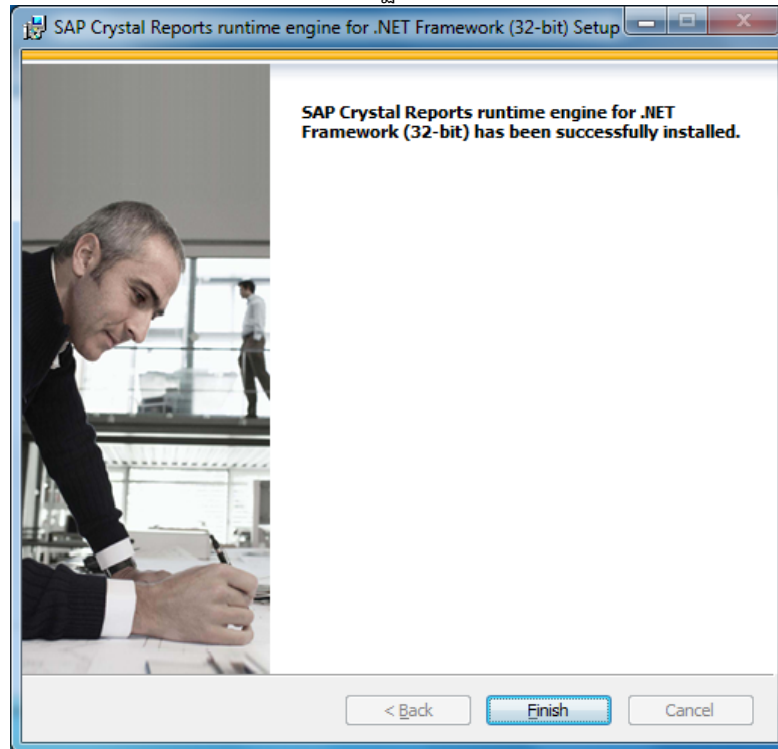 SAP Crystal Reports runtime engine for .NET Framework (32-bit) Setup
SAP Crystal Reports runtime engine for .NET
Framework (32-bit) has been successfully installed.
< Back
Finish
Cancel